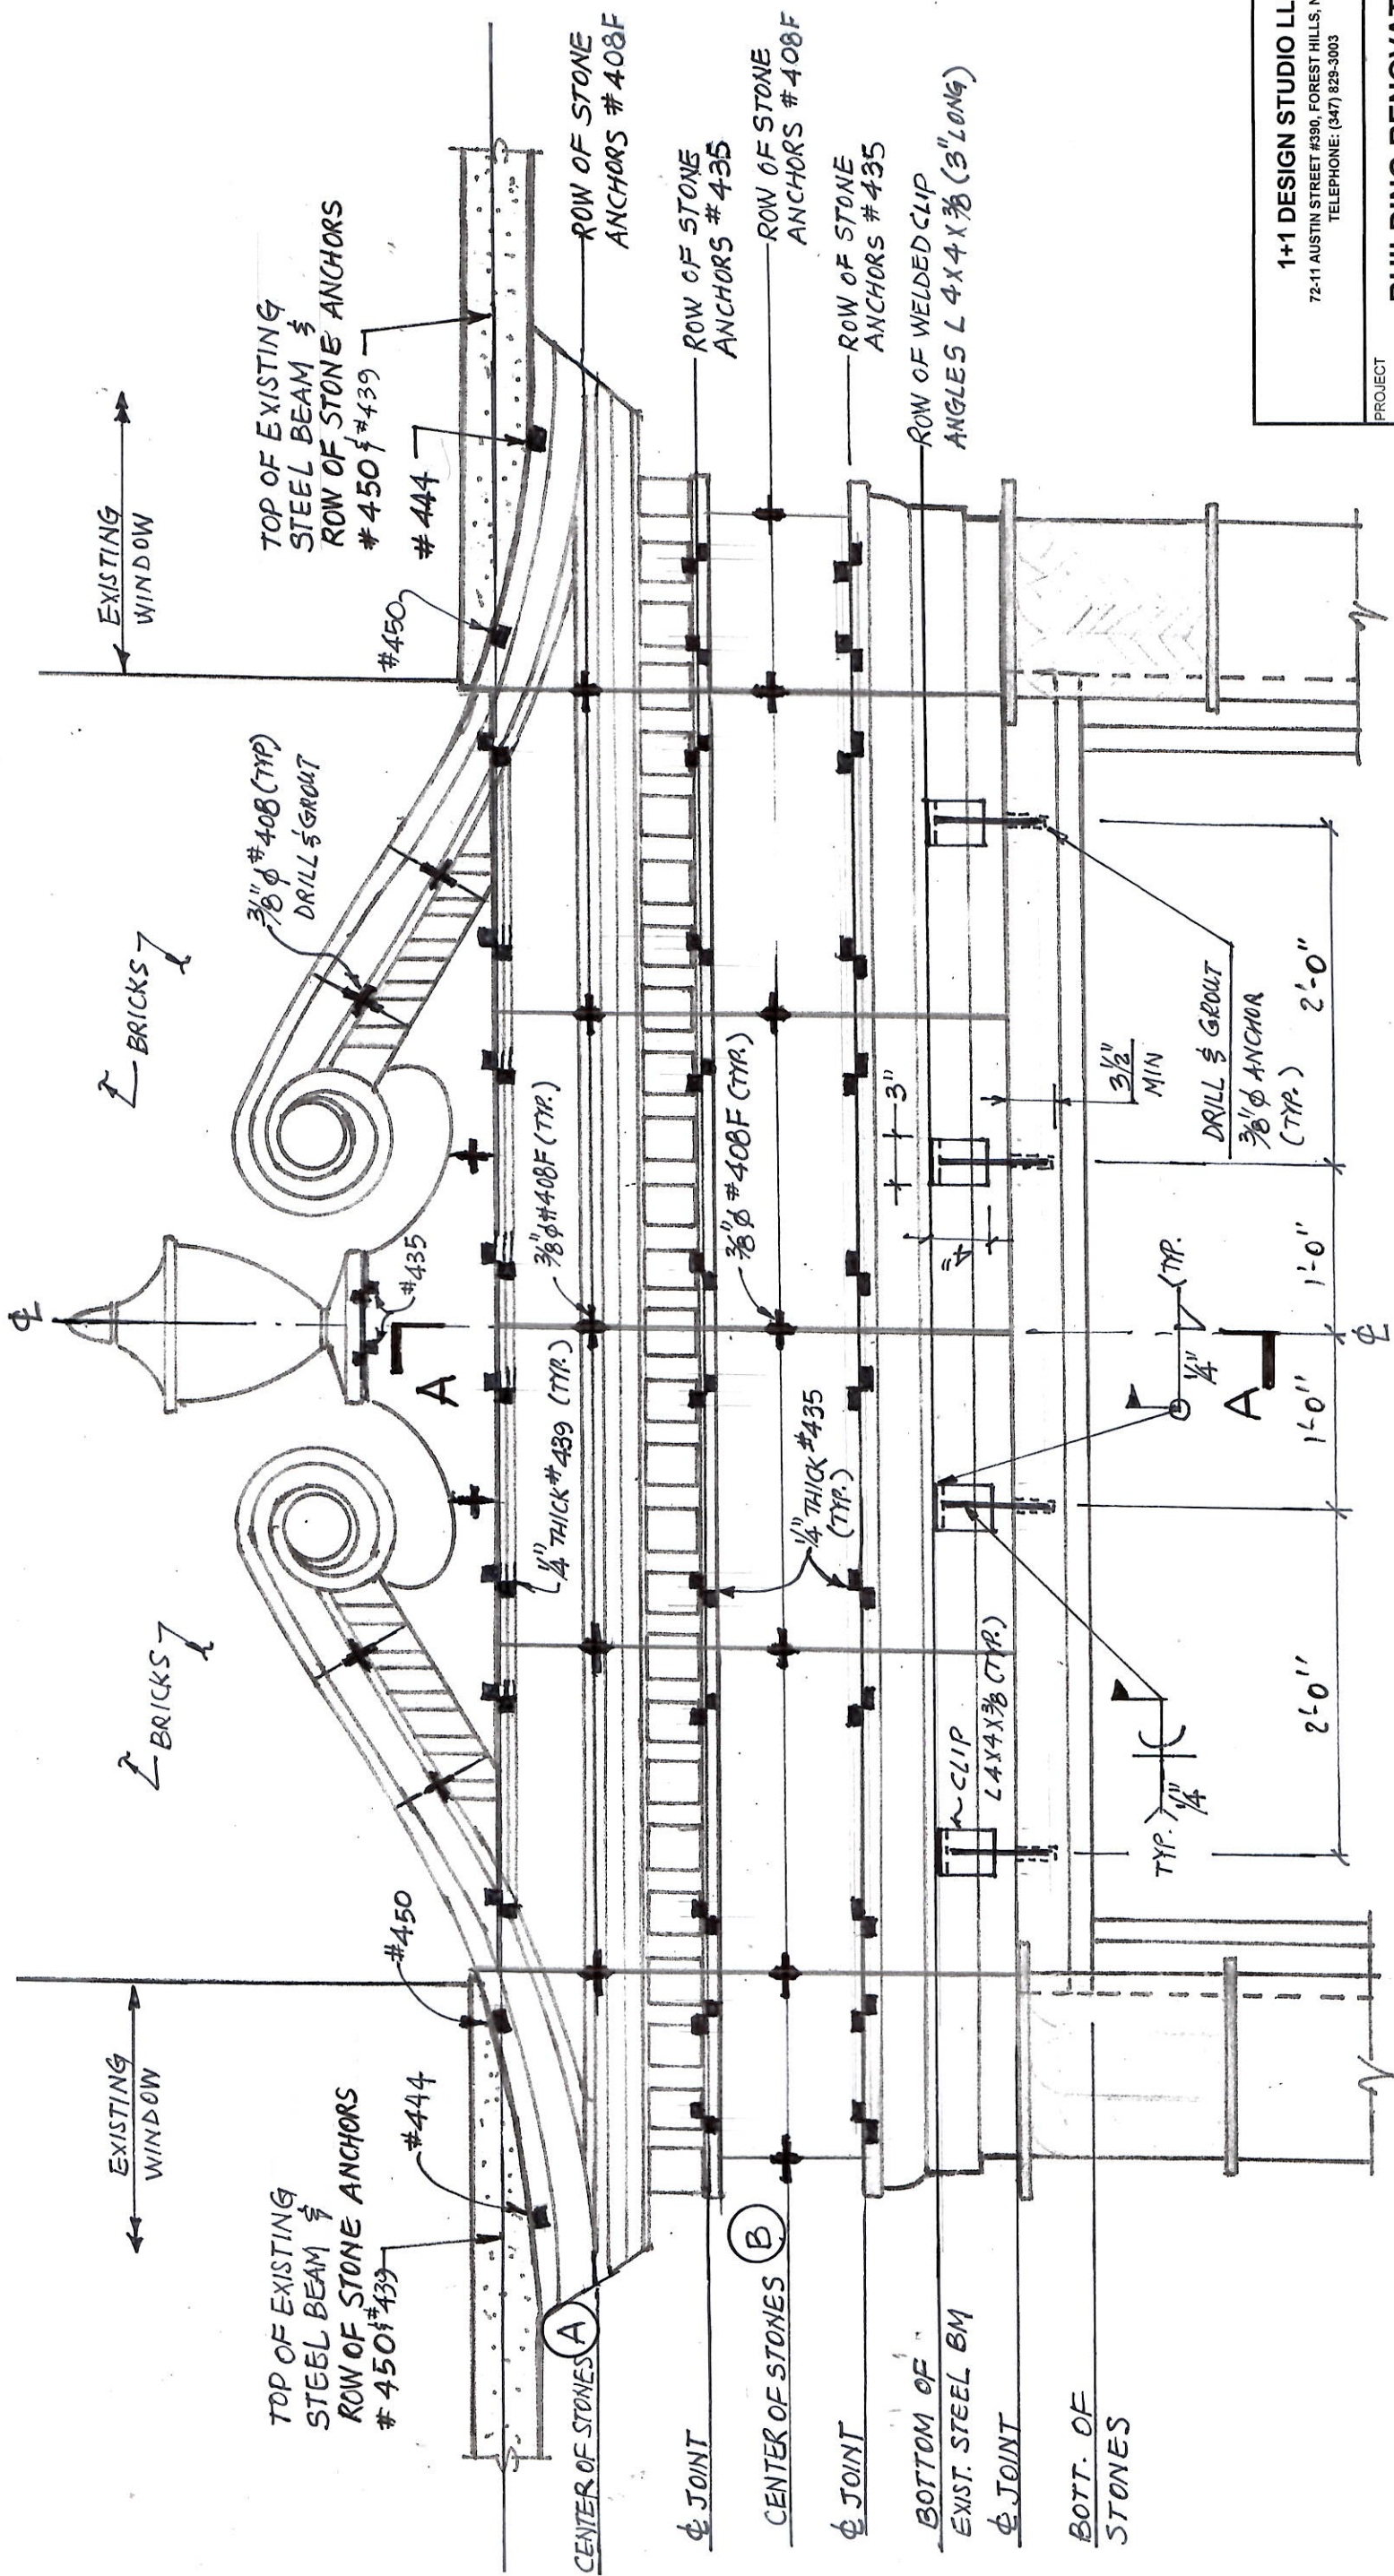 ℄
EXISTING
WINDOW
BRICKS
BRICKS
EXISTING
WINDOW
TOP OF EXISTING
STEEL BEAM &
ROW OF STONE ANCHORS
#450 & #439
#444
#450
#435
A
3/8"φ #408 (TYP)
DRILL & GROUT
#450
#444
TOP OF EXISTING
STEEL BEAM &
ROW OF STONE ANCHORS
#450 & #439
CENTER OF STONES A
1/4" THICK #439 (TYP.)
3/8"φ #408F (TYP.)
ROW OF STONE
ANCHORS #408F
℄ JOINT
ROW OF STONE
ANCHORS #435
CENTER OF STONES B
1/4" THICK #435
(TYP.)
3/8"φ #408F (TYP.)
ROW OF STONE
ANCHORS #408F
℄ JOINT
ROW OF STONE
ANCHORS #435
BOTTOM OF
EXIST. STEEL BM
CLIP
L4X4X3/8 (TYP.)
4"
3"
ROW OF WELDED CLIP
ANGLES L 4X4X3/8 (3" LONG)
℄ JOINT
BOTT. OF
STONES
TYP.
1/4"
1/4"
TYP.
A
3 1/2"
MIN
DRILL & GROUT
3/8"φ ANCHOR
(TYP.)
2'-0"
1'-0"
1'-0"
2'-0"
℄
1+1 DESIGN STUDIO LL
72-11 AUSTIN STREET #390, FOREST HILLS, N
TELEPHONE: (347) 829-3003
PROJECT